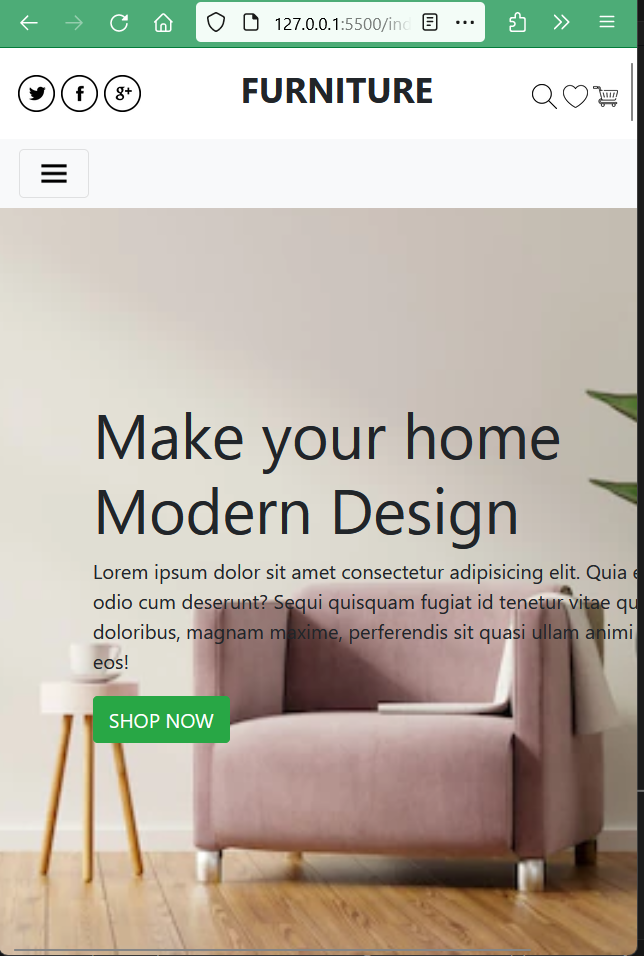 127.0.0.1:5500/ind
FURNITURE
Make your home
Modern Design
Lorem ipsum dolor sit amet consectetur adipisicing elit. Quia
odio cum deserunt? Sequi quisquam fugiat id tenetur vitae qu
doloribus, magnam maxime, perferendis sit quasi ullam animi
eos!
SHOP NOW